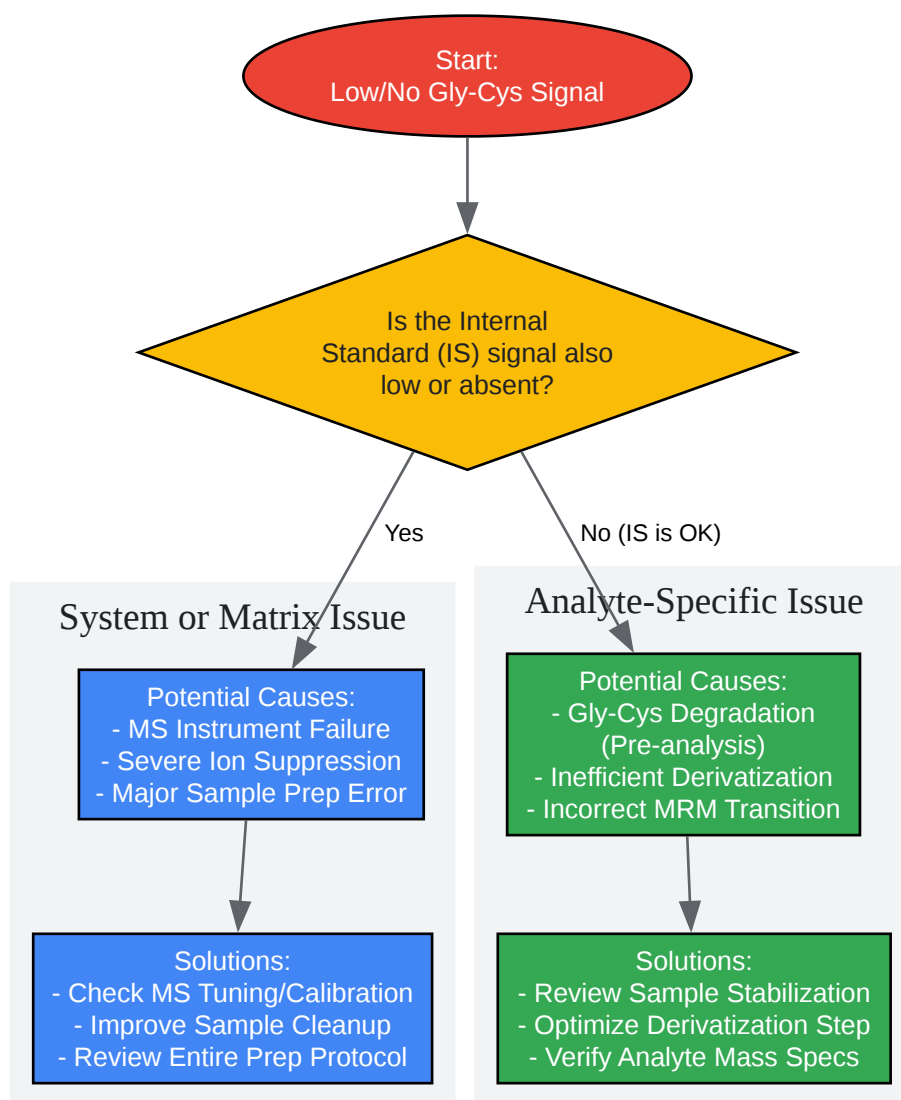 Start:
Low/No Gly-Cys Signal
Is the Internal
Standard (IS) signal also
low or absent?
Yes
No (IS is OK)
System or Matrix Issue
Potential Causes:
- MS Instrument Failure
- Severe Ion Suppression
- Major Sample Prep Error
Solutions:
- Check MS Tuning/Calibration
- Improve Sample Cleanup
- Review Entire Prep Protocol
Analyte-Specific Issue
Potential Causes:
- Gly-Cys Degradation
(Pre-analysis)
- Inefficient Derivatization
- Incorrect MRM Transition
Solutions:
- Review Sample Stabilization
- Optimize Derivatization Step
- Verify Analyte Mass Specs